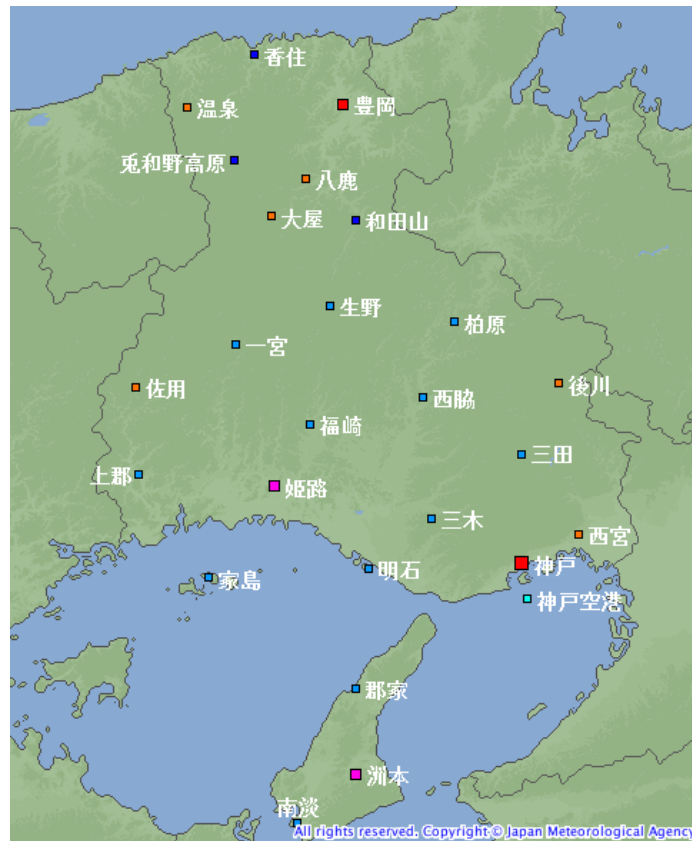 香住
温泉
豊岡
兎和野高原
八鹿
大屋
和田山
生野
柏原
一宮
佐用
後川
西脇
福崎
三田
上郡
姫路
三木
西宮
神戸
家島
明石
神戸空港
郡家
洲本
南淡
All rights reserved. Copyright © Japan Meteorological Agency